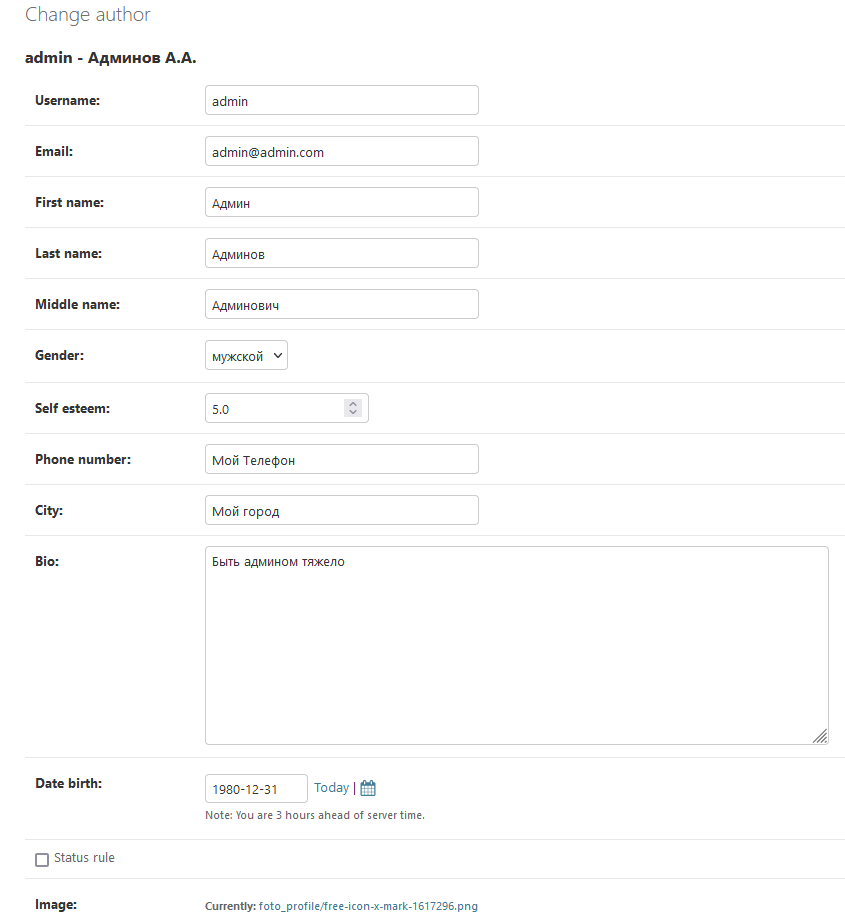 Change author
admin - Админов А.А.
Username: admin
Email: admin@admin.com
First name: Админ
Last name: Админов
Middle name: Админович
Gender: мужской
Self esteem: 5.0
Phone number: Мой Телефон
City: Мой город
Bio: Быть админом тяжело
Date birth: 1980-12-31 Today |
Note: You are 3 hours ahead of server time.
Status rule
Image: Currently: foto_profile/free-icon-x-mark-1617296.png